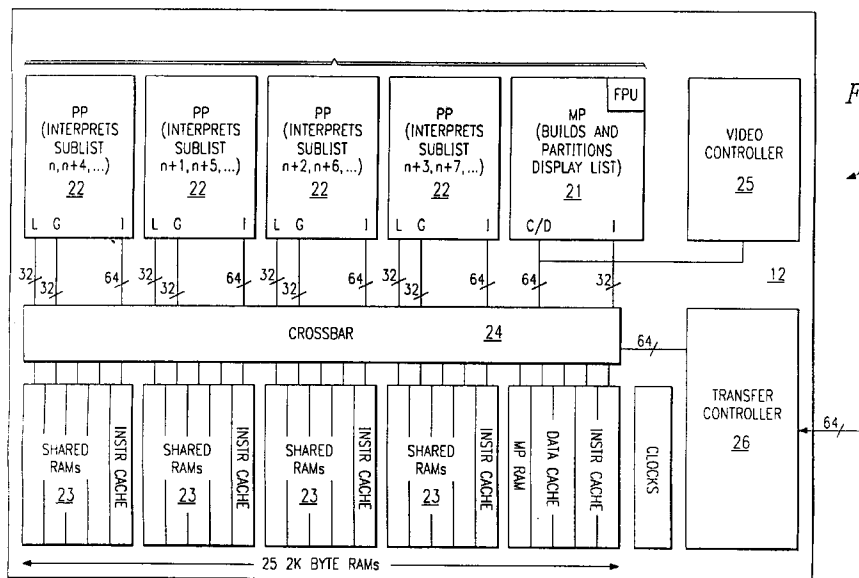 PP
(INTERPRETS
SUBLIST
n, n+4, ...)
22
L G I
PP
(INTERPRETS
SUBLIST
n+1, n+5, ...)
22
L G I
PP
(INTERPRETS
SUBLIST
n+2, n+6, ...)
22
L G I
PP
(INTERPRETS
SUBLIST
n+3, n+7, ...)
22
L G I
FPU
MP
(BUILDS AND
PARTITIONS
DISPLAY LIST)
21
C/D I
VIDEO
CONTROLLER
25
F
32 32 64 32 32 64 32 32 64 32 32 64 64 32
12
CROSSBAR 24
64
SHARED
RAMs
23
INSTR CACHE
SHARED
RAMs
23
INSTR CACHE
SHARED
RAMs
23
INSTR CACHE
SHARED
RAMs
23
INSTR CACHE
MP RAM
DATA CACHE
INSTR CACHE
CLOCKS
TRANSFER
CONTROLLER
26
64
25 2K BYTE RAMs